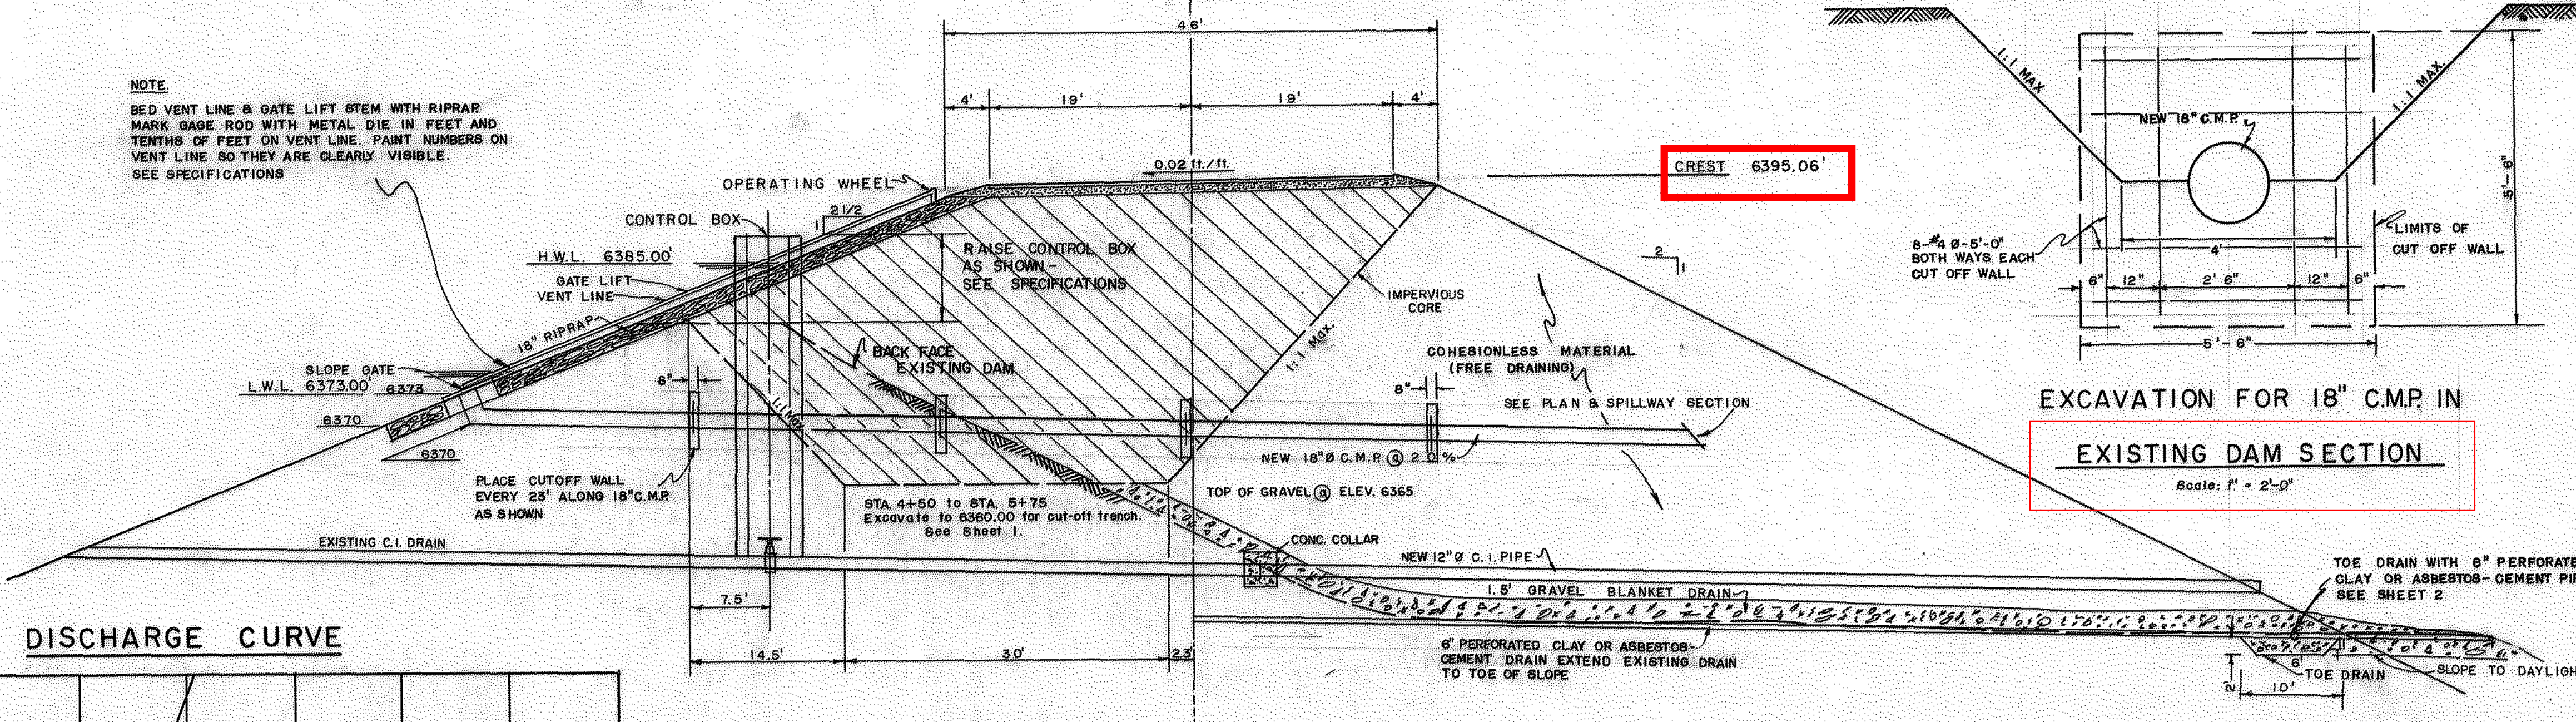 46'
4'
19'
19'
4'
NOTE.
BED VENT LINE & GATE LIFT STEM WITH RIPRAP.
MARK GAGE ROD WITH METAL DIE IN FEET AND
TENTHS OF FEET ON VENT LINE. PAINT NUMBERS ON
VENT LINE SO THEY ARE CLEARLY VISIBLE.
SEE SPECIFICATIONS
0.02 ft./ft.
CREST 6395.06'
OPERATING WHEEL
2 1/2
1
CONTROL BOX
H.W.L. 6385.00'
GATE LIFT
VENT LINE
18" RIPRAP
RAISE CONTROL BOX
AS SHOWN -
SEE SPECIFICATIONS
2
1
IMPERVIOUS
CORE
1:1 Max.
BACK FACE
EXISTING DAM
COHESIONLESS MATERIAL
(FREE DRAINING)
SLOPE GATE
L.W.L. 6373.00'
6373
6370
6370
8"
8"
1:1 Max.
SEE PLAN & SPILLWAY SECTION
NEW 18"Ø C.M.P. @ 2.0 %
PLACE CUTOFF WALL
EVERY 23' ALONG 18" C.M.P.
AS SHOWN
TOP OF GRAVEL @ ELEV. 6365
STA. 4+50 to STA. 5+75
Excavate to 6360.00 for cut-off trench.
See Sheet 1.
EXISTING C.I. DRAIN
CONC. COLLAR
NEW 12"Ø C.I. PIPE
1.5' GRAVEL BLANKET DRAIN
7.5'
14.5'
30'
2.3'
6" PERFORATED CLAY OR ASBESTOS-
CEMENT DRAIN EXTEND EXISTING DRAIN
TO TOE OF SLOPE
TOE DRAIN WITH 6" PERFORATE
CLAY OR ASBESTOS-CEMENT PI
SEE SHEET 2
6'
2'
10'
TOE DRAIN
SLOPE TO DAYLIGH
DISCHARGE CURVE
1:1 MAX
1:1 MAX.
NEW 18" C.M.P.
5'-6"
8-#4 Ø-5'-0"
BOTH WAYS EACH
CUT OFF WALL
4'
LIMITS OF
CUT OFF WALL
6"
12"
2' 6"
12"
6"
5'-6"
EXCAVATION FOR 18" C.M.P. IN
EXISTING DAM SECTION
Scale: 1" = 2'-0"